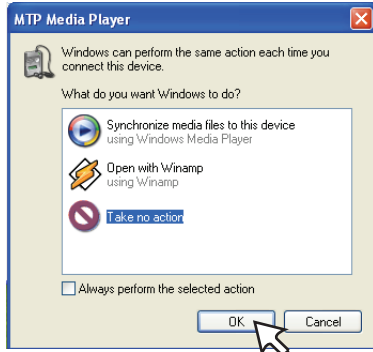 MTP Media Player
Windows can perform the same action each time you
connect this device.
What do you want Windows to do?
Synchronize media files to this device
using Windows Media Player
Open with Winamp
using Winamp
Take no action
Always perform the selected action
OK
Cancel